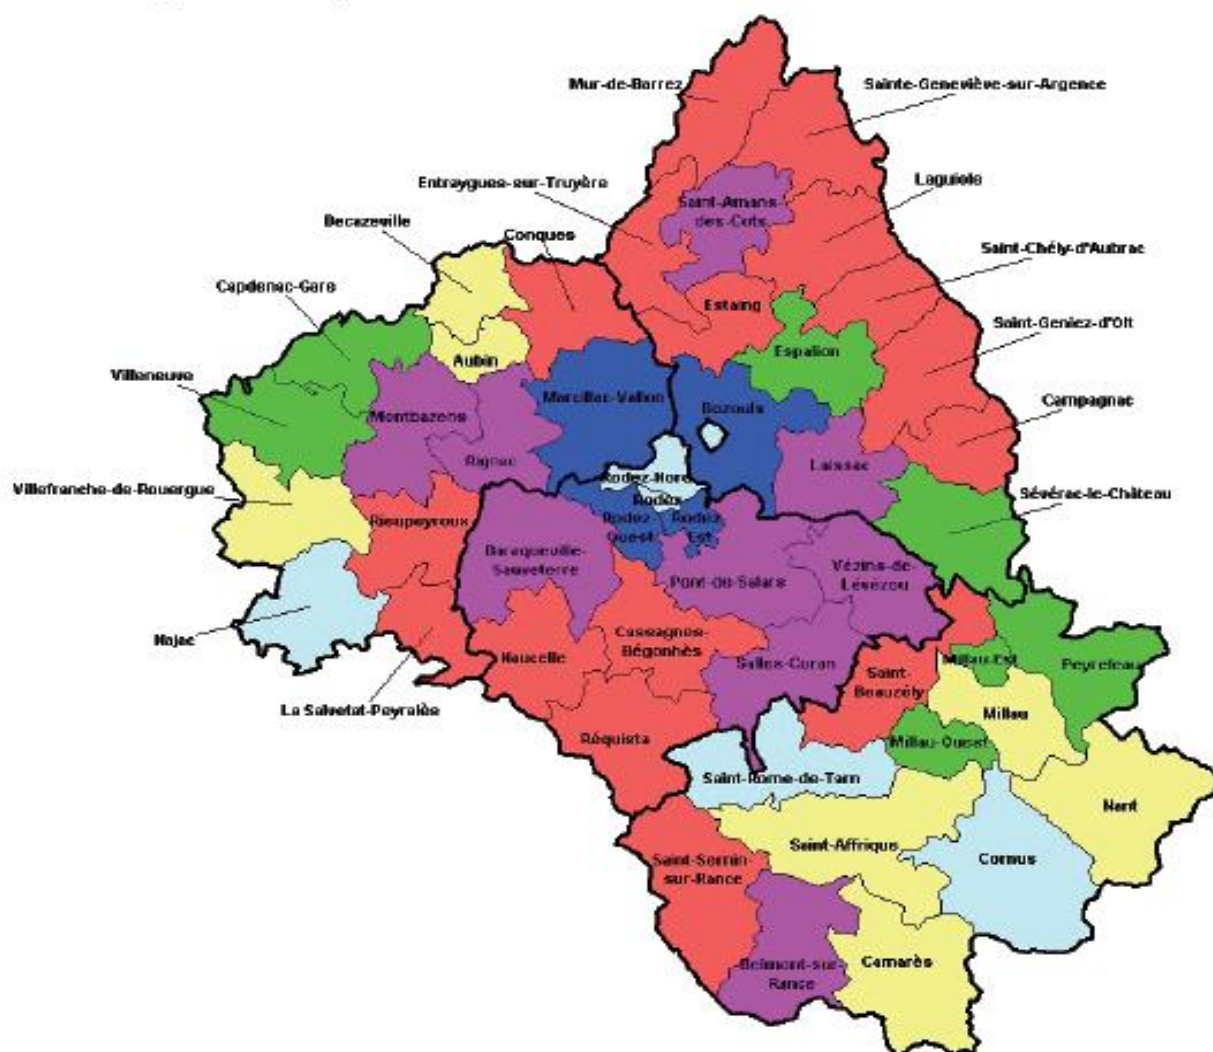 Mur-de-Barrez
Sainte-Geneviève-sur-Argence
Entraygues-sur-Truyère
Laguiole
Saint-Amans-
des-Cots
Decazeville
Conques
Saint-Chély-d'Aubrac
Capdenac-Gare
Estaing
Saint-Geniez-d'Olt
Espalion
Aubin
Villeneuve
Marcillac-Vallon
Bozouls
Campagnac
Montbazens
Rignac
Laissac
Rodez-Nord
Villefranche-de-Rouergue
Sévérac-le-Château
Rodez
Rieupeyroux
Rodez
Ouest
Rodez
Est
Baraqueville-
Sauveterre
Pont-de-Salars
Vézins-de-
Lévézou
Najac
Cassagnes-
Bégonhès
Naucelle
Salles-Curan
Saint-
Beauzély
Millau-Est
Peyreleau
La Salvetat-Peyralès
Millau
Réquista
Millau-Ouest
Saint-Rome-de-Tarn
Nant
Saint-Affrique
Cornus
Saint-Sernin-
sur-Rance
Belmont-sur-
Rance
Camarès